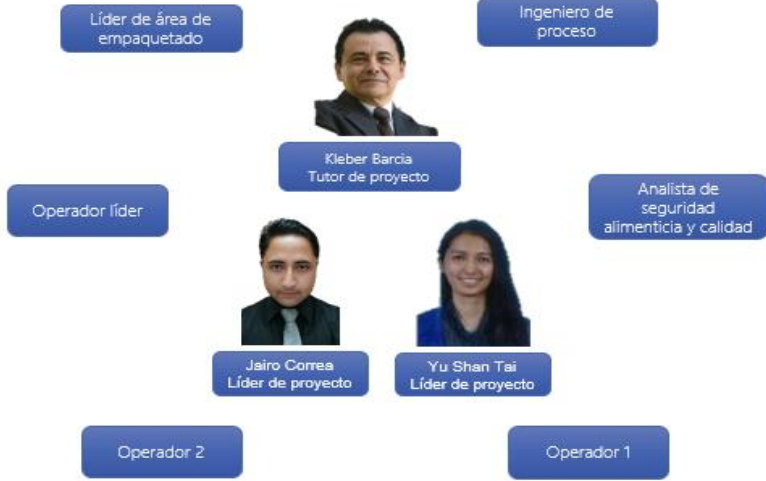 Líder de área de
empaquetado
Ingeniero de
proceso
Kleber Barcia
Tutor de proyecto
Operador líder
Analista de
seguridad
alimenticia y calidad
Jairo Correa
Líder de proyecto
Yu Shan Tai
Líder de proyecto
Operador 2
Operador 1